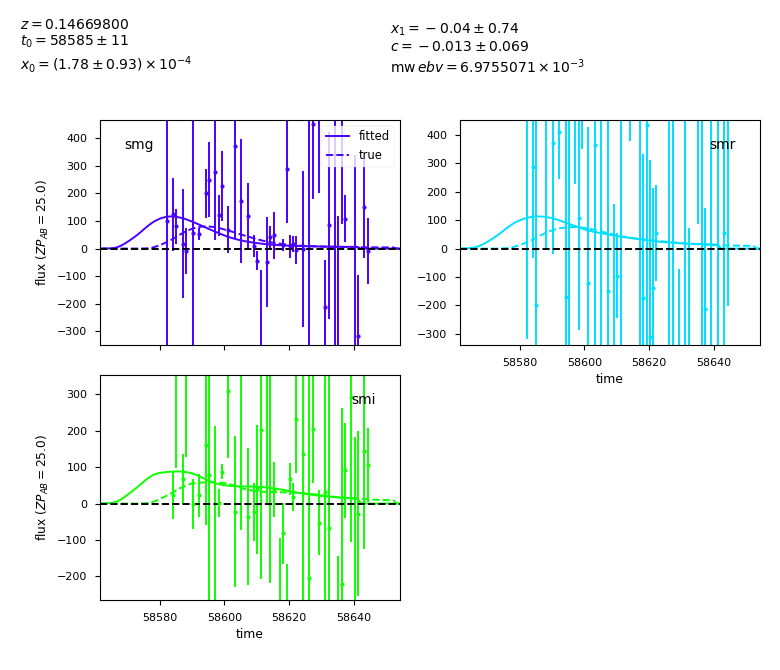 z = 0.14669800
t₀ = 58585 ± 11
x₀ = (1.78 ± 0.93) × 10⁻⁴
x₁ = −0.04 ± 0.74
c = −0.013 ± 0.069
mw ebv = 6.9755071 × 10⁻³
smg
fitted
true
flux (ZP_AB = 25.0)
400
300
200
100
0
−100
−200
−300
smr
400
300
200
100
0
−100
−200
−300
58580 58600 58620 58640
time
smi
flux (ZP_AB = 25.0)
300
200
100
0
−100
−200
58580 58600 58620 58640
time